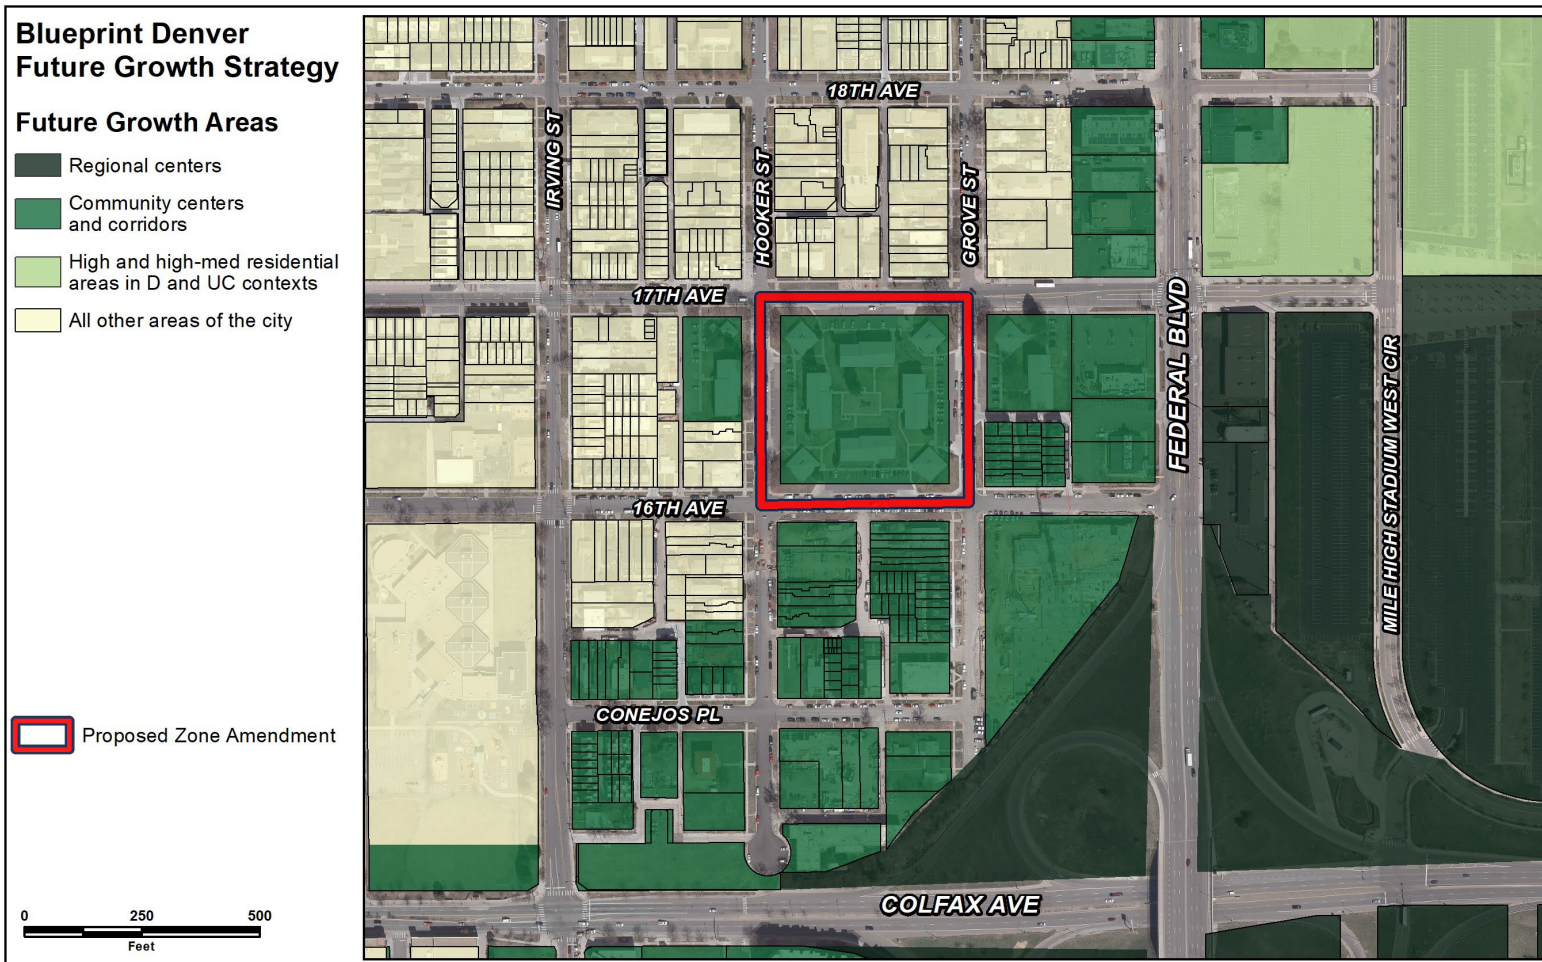 Blueprint Denver
Future Growth Strategy
Future Growth Areas
Regional centers
Community centers
and corridors
High and high-med residential
areas in D and UC contexts
All other areas of the city
Proposed Zone Amendment
0 250 500
Feet
18TH AVE
IRVING ST
HOOKER ST
GROVE ST
17TH AVE
FEDERAL BLVD
MILE HIGH STADIUM WEST CIR
16TH AVE
CONEJOS PL
COLFAX AVE